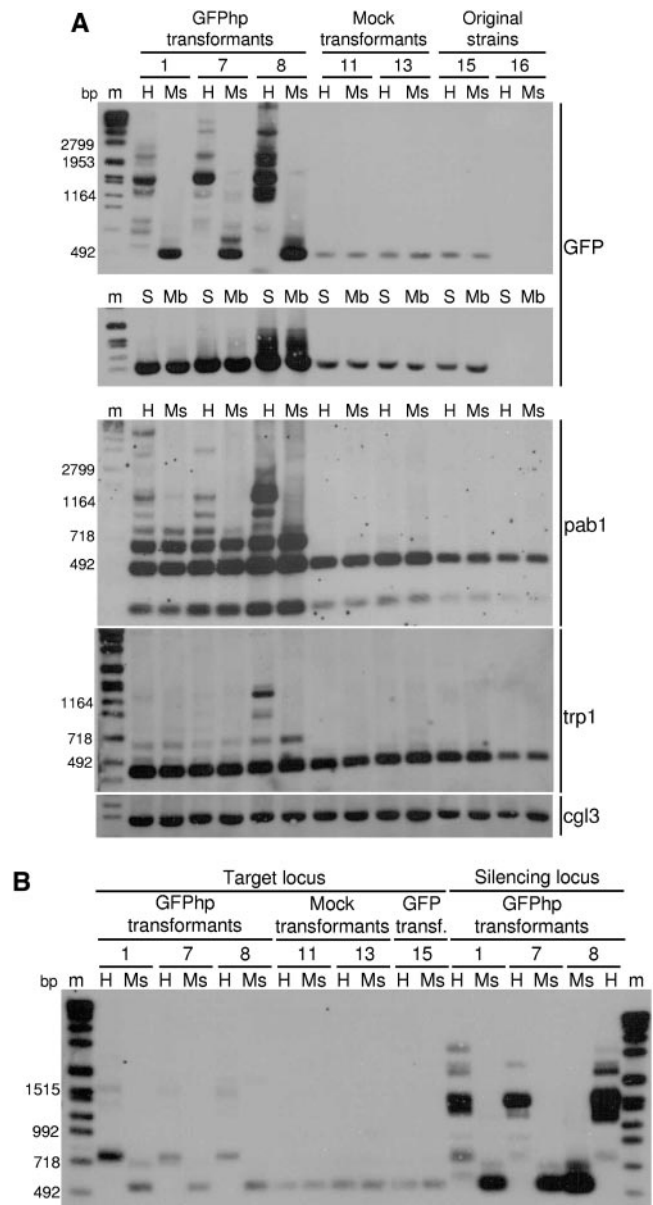 A
GFPhp transformants Mock transformants Original strains
1 7 8 11 13 15 16
bp m H Ms H Ms H Ms H Ms H Ms H Ms H Ms
2799
1953
1164
492
GFP
m S Mb S Mb S Mb S Mb S Mb S Mb S Mb
m H Ms H Ms H Ms H Ms H Ms H Ms H Ms
2799
1164
718
492
pab1
1164
718
492
trp1
cgl3
B
Target locus Silencing locus
GFPhp transformants Mock transformants GFP transf. GFPhp transformants
1 7 8 11 13 15 1 7 8
bp m H Ms H Ms H Ms H Ms H Ms H Ms H Ms H Ms Ms H m
1515
992
718
492